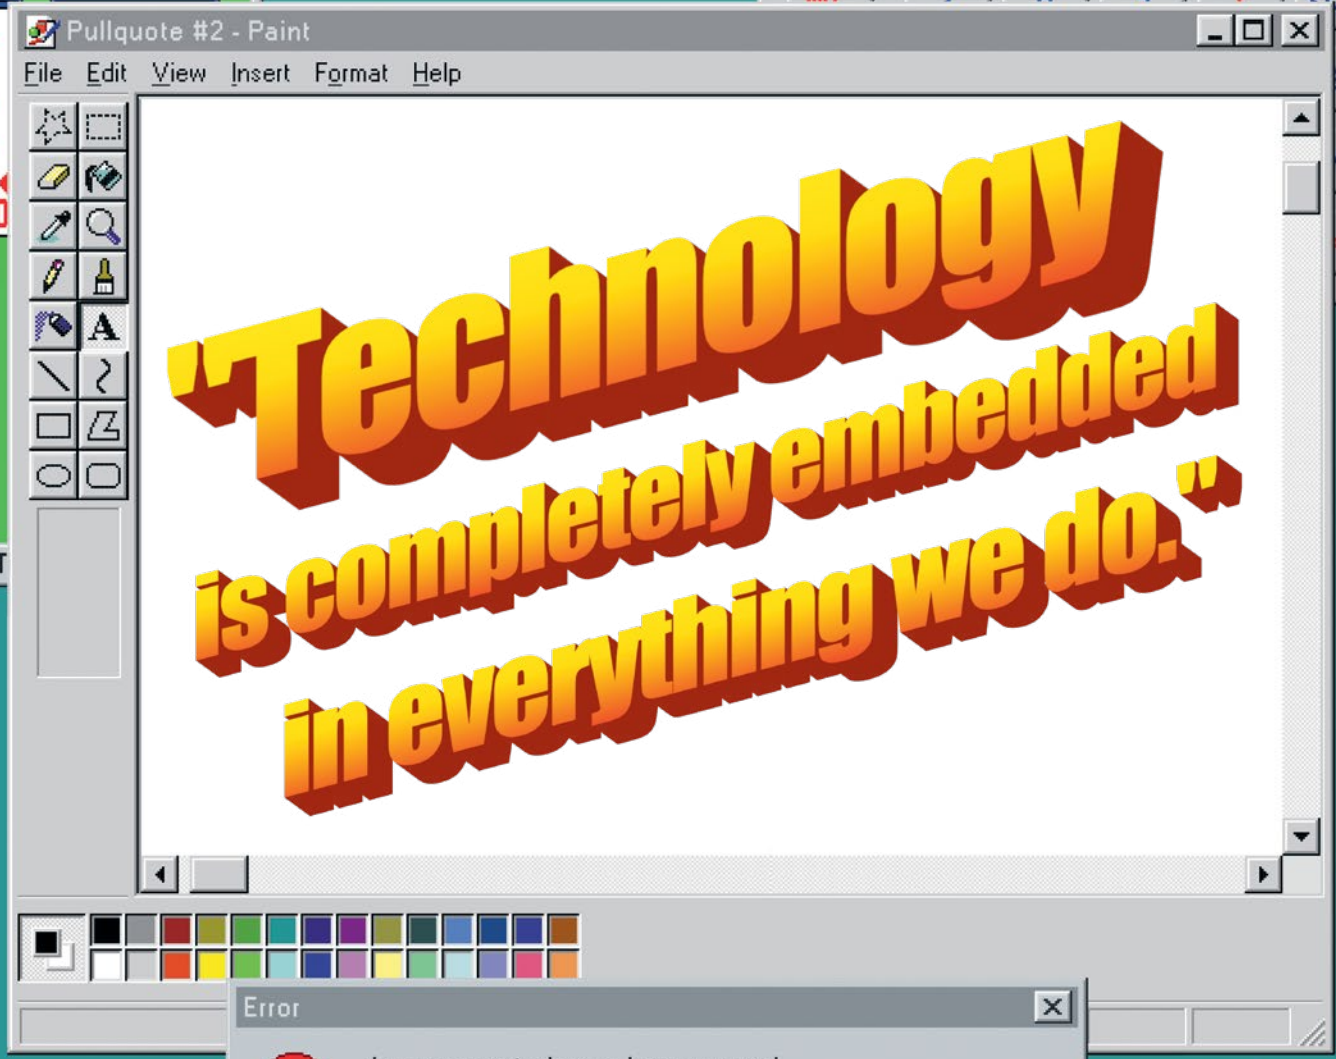 Pullquote #2 - Paint
File Edit View Insert Format Help
A
"Technology
is completely embedded
in everything we do."
Error